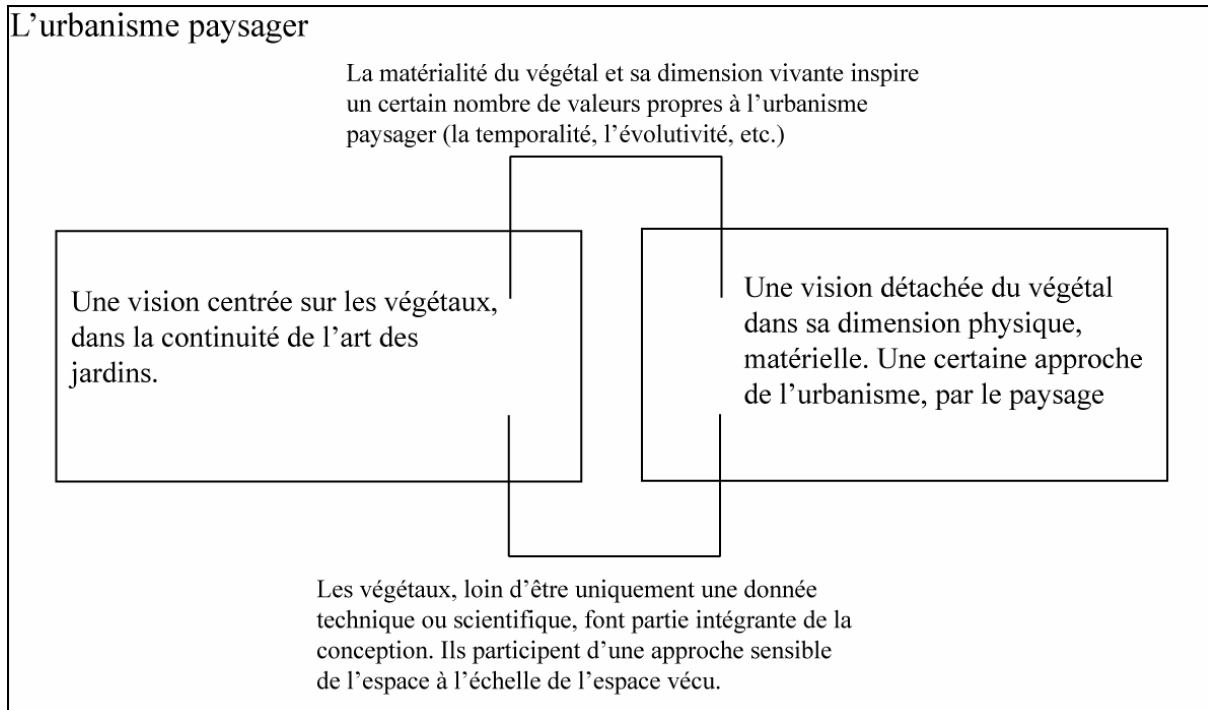 L’urbanisme paysager
La matérialité du végétal et sa dimension vivante inspire
un certain nombre de valeurs propres à l’urbanisme
paysager (la temporalité, l’évolutivité, etc.)
Une vision centrée sur les végétaux,
dans la continuité de l’art des
jardins.
Une vision détachée du végétal
dans sa dimension physique,
matérielle. Une certaine approche
de l’urbanisme, par le paysage
Les végétaux, loin d’être uniquement une donnée
technique ou scientifique, font partie intégrante de la
conception. Ils participent d’une approche sensible
de l’espace à l’échelle de l’espace vécu.